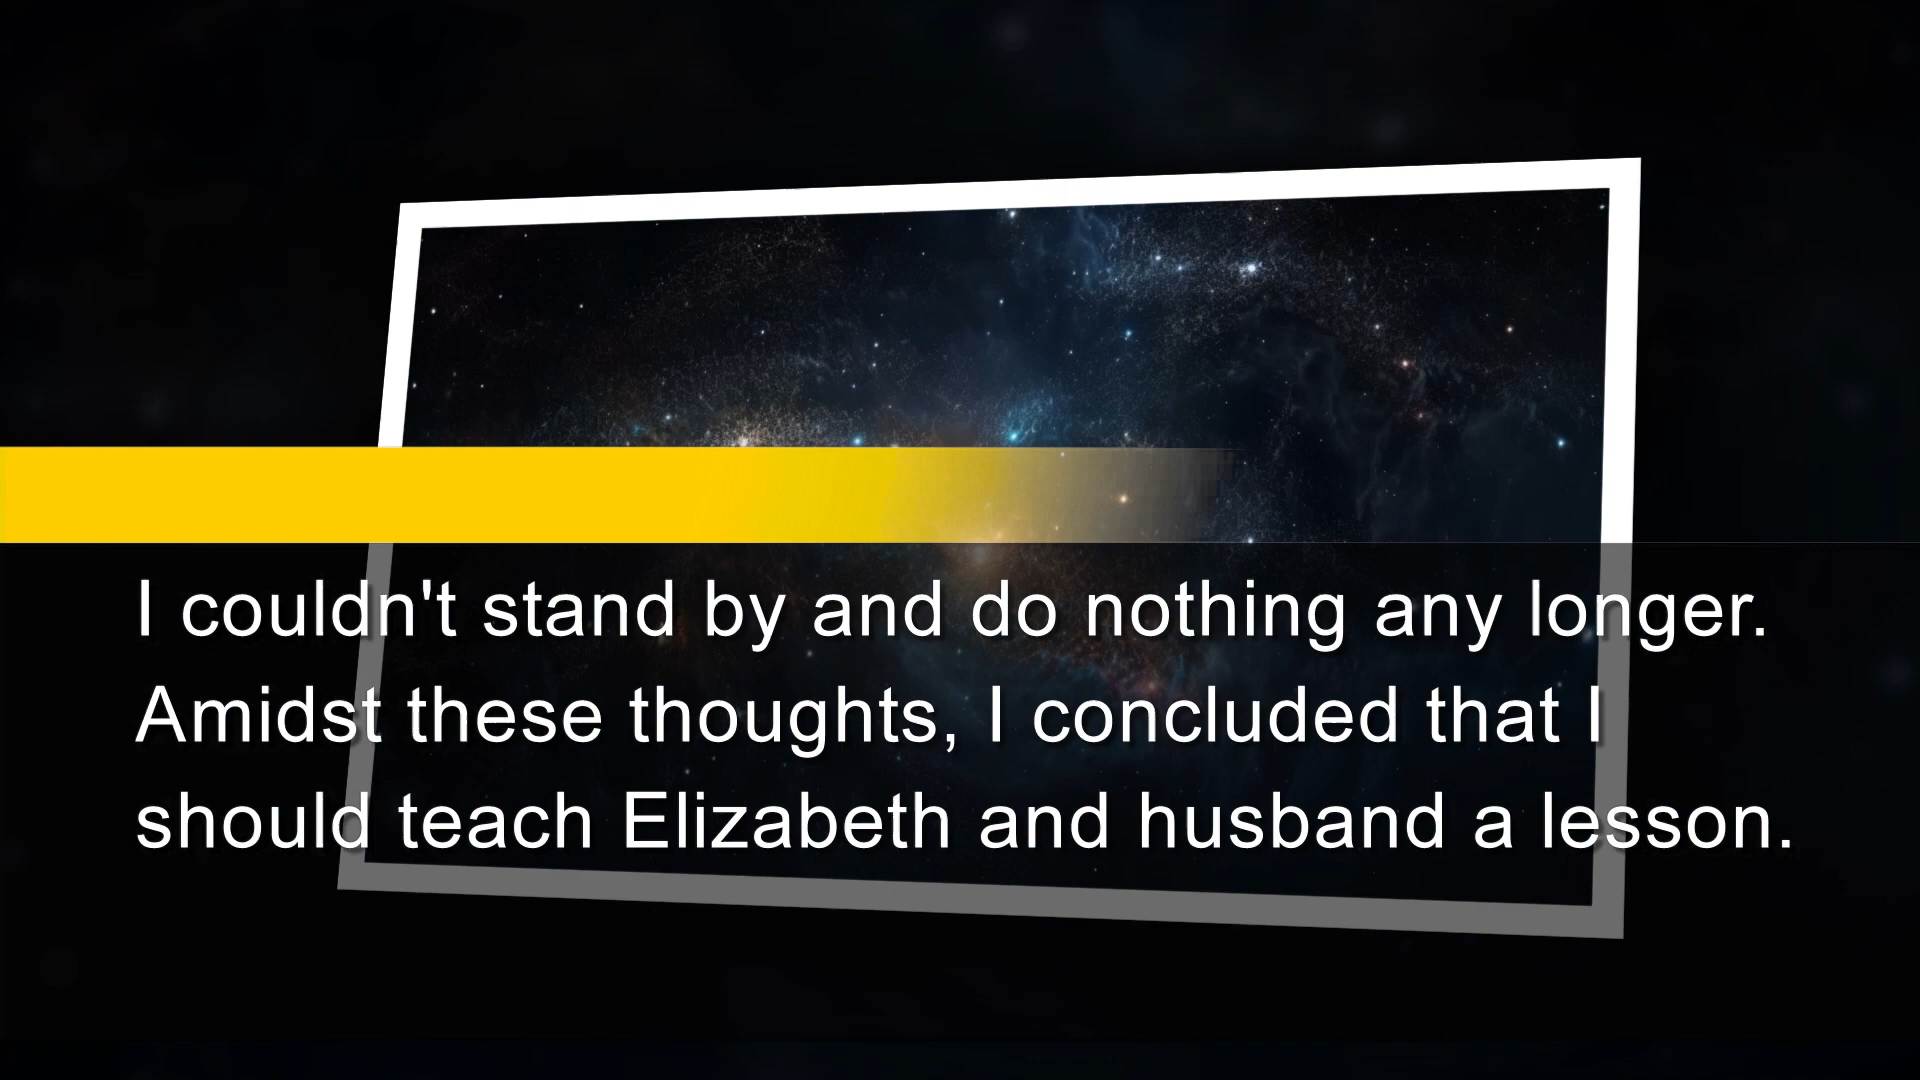 I couldn't stand by and do nothing any longer.
Amidst these thoughts, I concluded that I
should teach Elizabeth and husband a lesson.